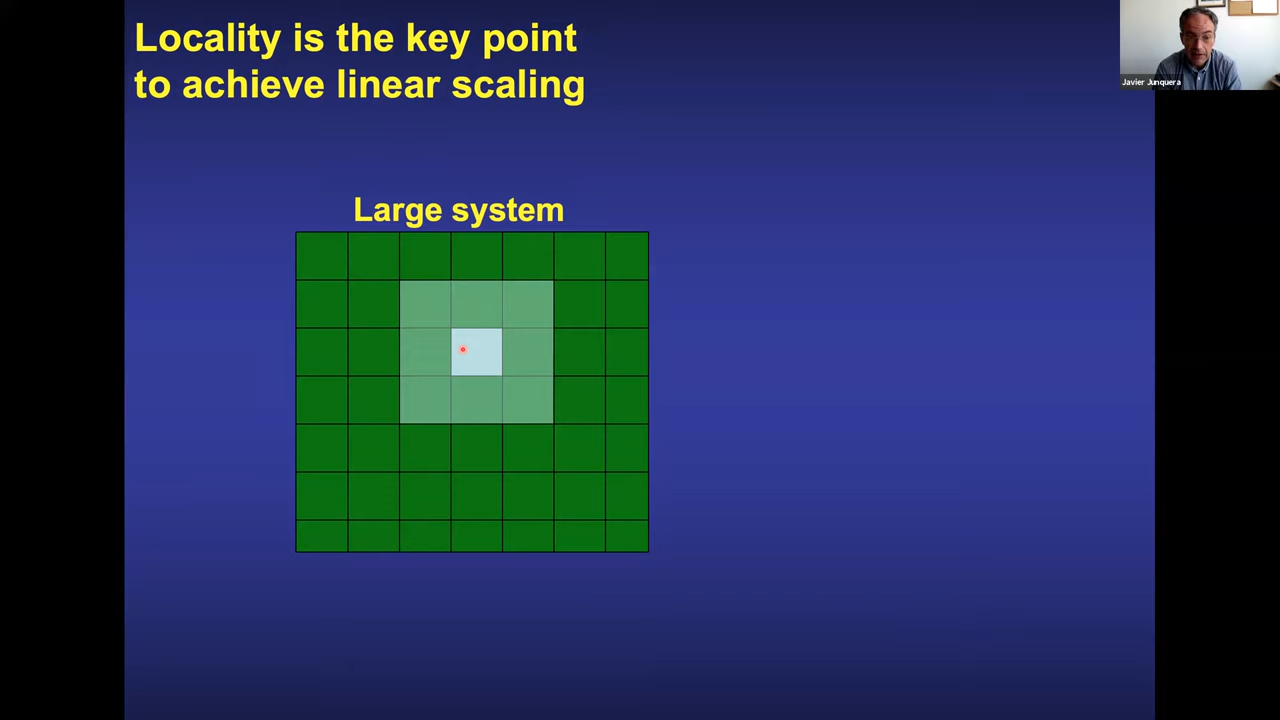 Locality is the key point
to achieve linear scaling
Large system
Javier Junquera